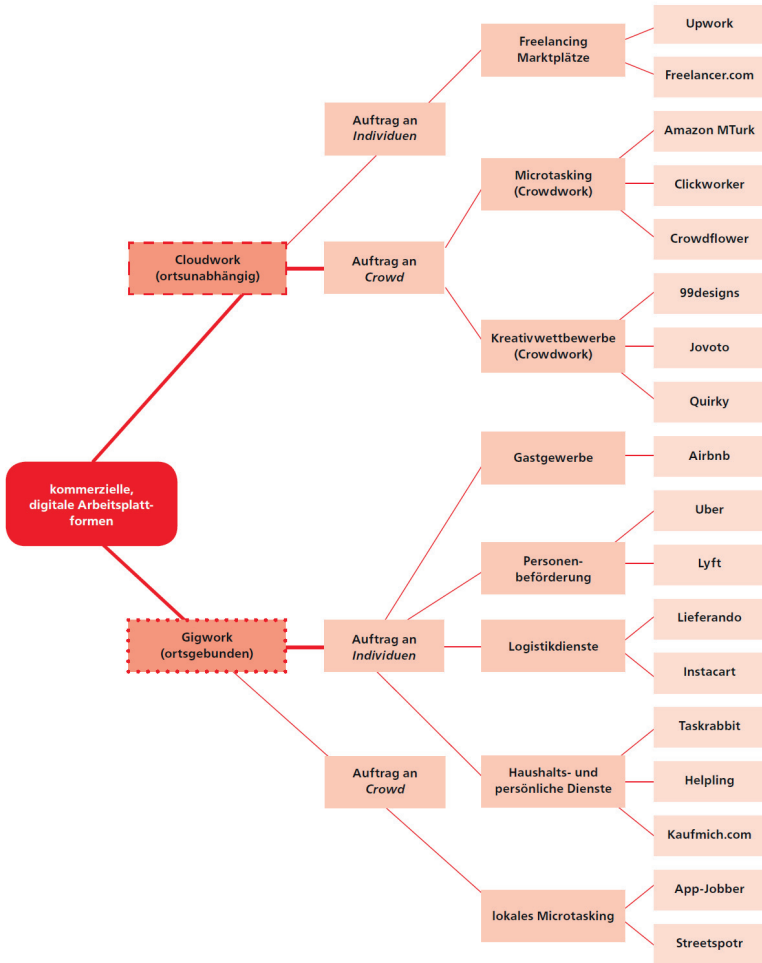 Upwork
Freelancing
Marktplätze
Freelancer.com
Auftrag an
Individuen
Amazon MTurk
Microtasking
(Crowdwork)
Clickworker
Crowdflower
Cloudwork
(ortsunabhängig)
Auftrag an
Crowd
99designs
Kreativwettbewerbe
(Crowdwork)
Jovoto
Quirky
Gastgewerbe
Airbnb
kommerzielle,
digitale Arbeitsplatt-
formen
Uber
Personen-
beförderung
Lyft
Gigwork
(ortsgebunden)
Auftrag an
Individuen
Logistikdienste
Lieferando
Instacart
Taskrabbit
Auftrag an
Crowd
Haushalts- und
persönliche Dienste
Helpling
Kaufmich.com
App-Jobber
lokales Microtasking
Streetspotr